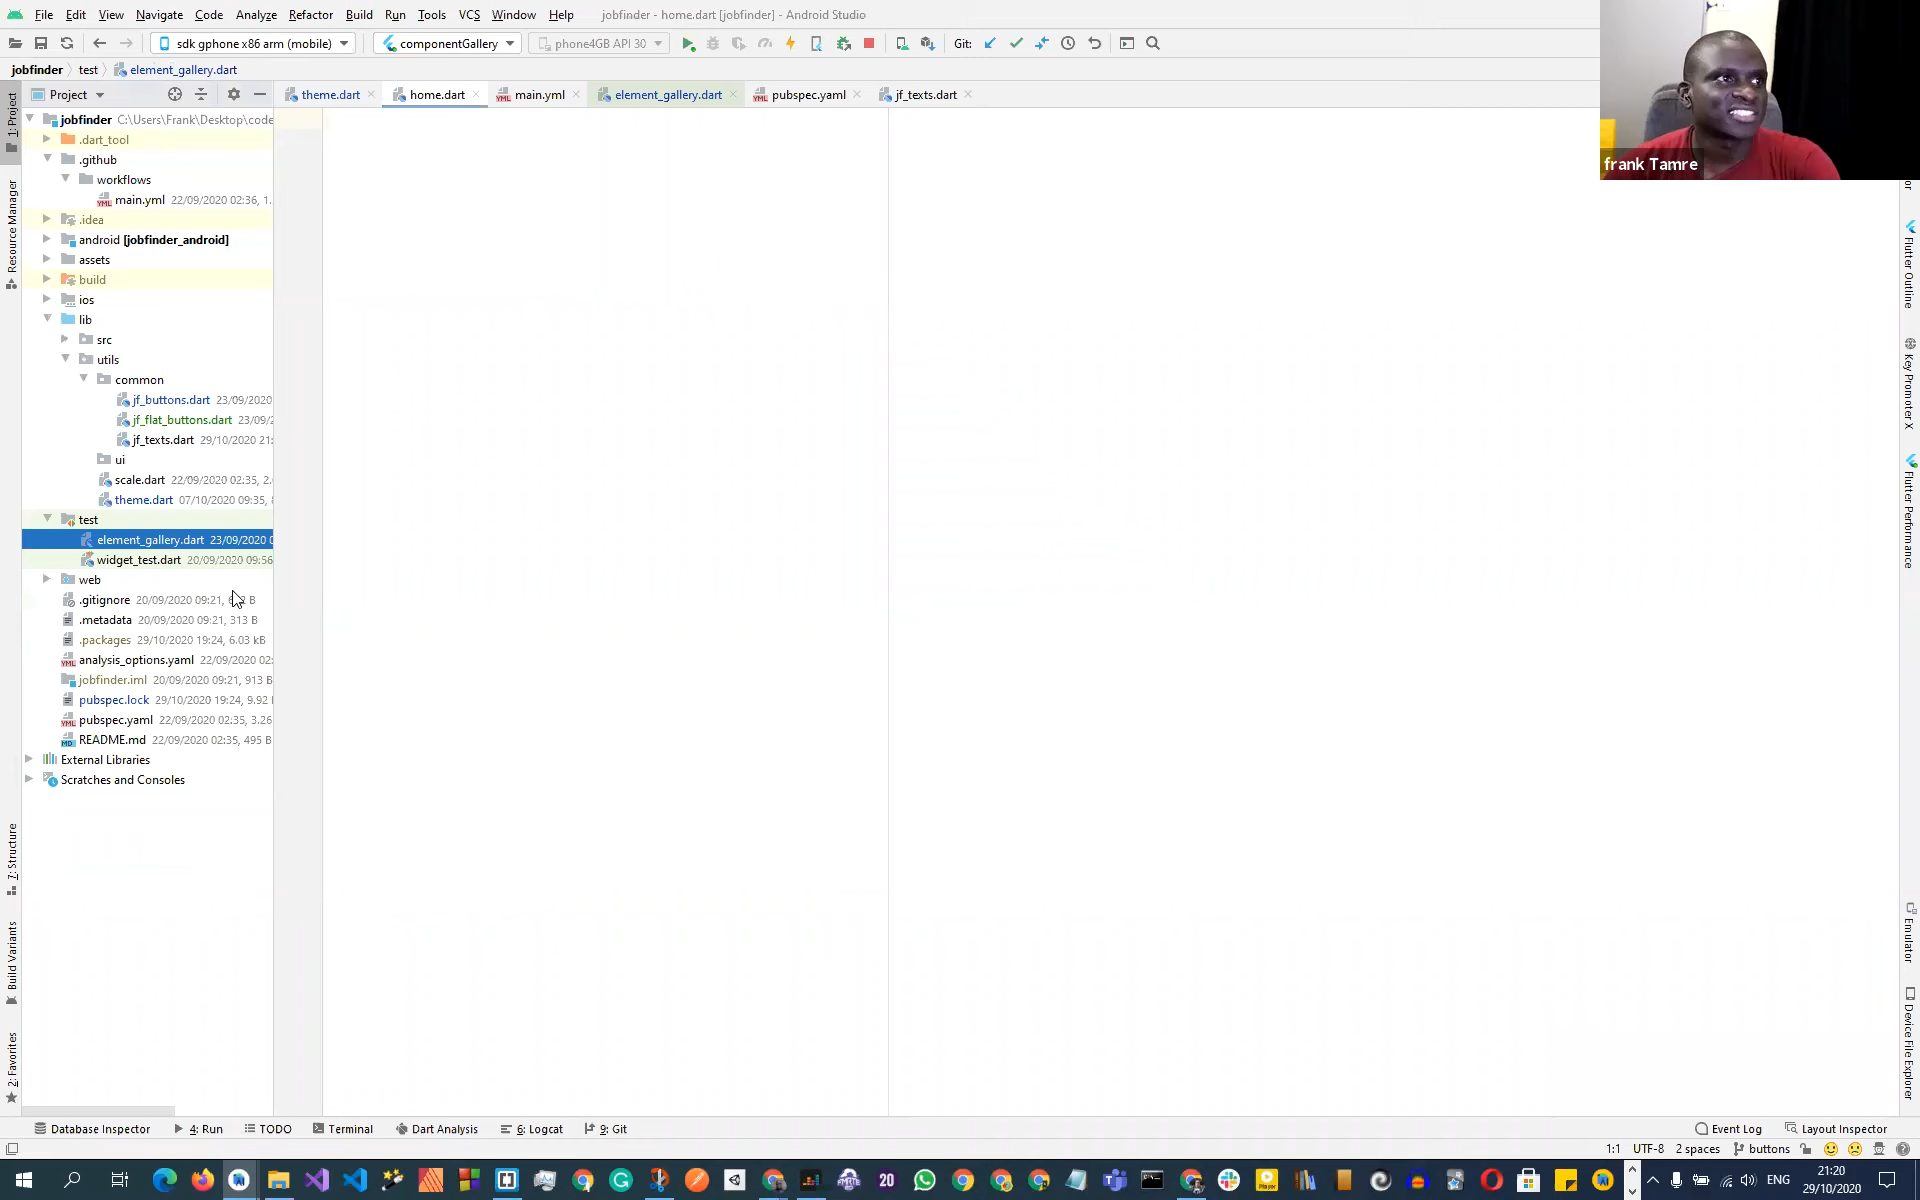 File Edit View Navigate Code Analyze Refactor Build Run Tools VCS Window Help jobfinder - home.dart [jobfinder] - Android Studio
sdk gphone x86 arm (mobile) componentGallery phone4GB API 30 Git:
jobfinder test element_gallery.dart
Project theme.dart home.dart main.yml element_gallery.dart pubspec.yaml jf_texts.dart
frank Tamre
jobfinder C:\Users\Frank\Desktop\code
.dart_tool
.github
workflows
main.yml 22/09/2020 02:36, 1.
.idea
android [jobfinder_android]
assets
build
ios
lib
src
utils
common
jf_buttons.dart 23/09/2020
jf_flat_buttons.dart 23/09/2
jf_texts.dart 29/10/2020 21:
ui
scale.dart 22/09/2020 02:35, 2.
theme.dart 07/10/2020 09:35,
test
element_gallery.dart 23/09/2020
widget_test.dart 20/09/2020 09:56
web
.gitignore 20/09/2020 09:21, B
.metadata 20/09/2020 09:21, 313 B
.packages 29/10/2020 19:24, 6.03 kB
analysis_options.yaml 22/09/2020 02:
jobfinder.iml 20/09/2020 09:21, 913 B
pubspec.lock 29/10/2020 19:24, 9.92
pubspec.yaml 22/09/2020 02:35, 3.26
README.md 22/09/2020 02:35, 495 B
External Libraries
Scratches and Consoles
1: Project
Resource Manager
7: Structure
Build Variants
2: Favorites
Flutter Outline
Key Promoter X
Flutter Performance
Emulator
Device File Explorer
Database Inspector 4: Run TODO Terminal Dart Analysis 6: Logcat 9: Git Event Log Layout Inspector
1:1 UTF-8 2 spaces buttons
20 ENG 21:20
29/10/2020